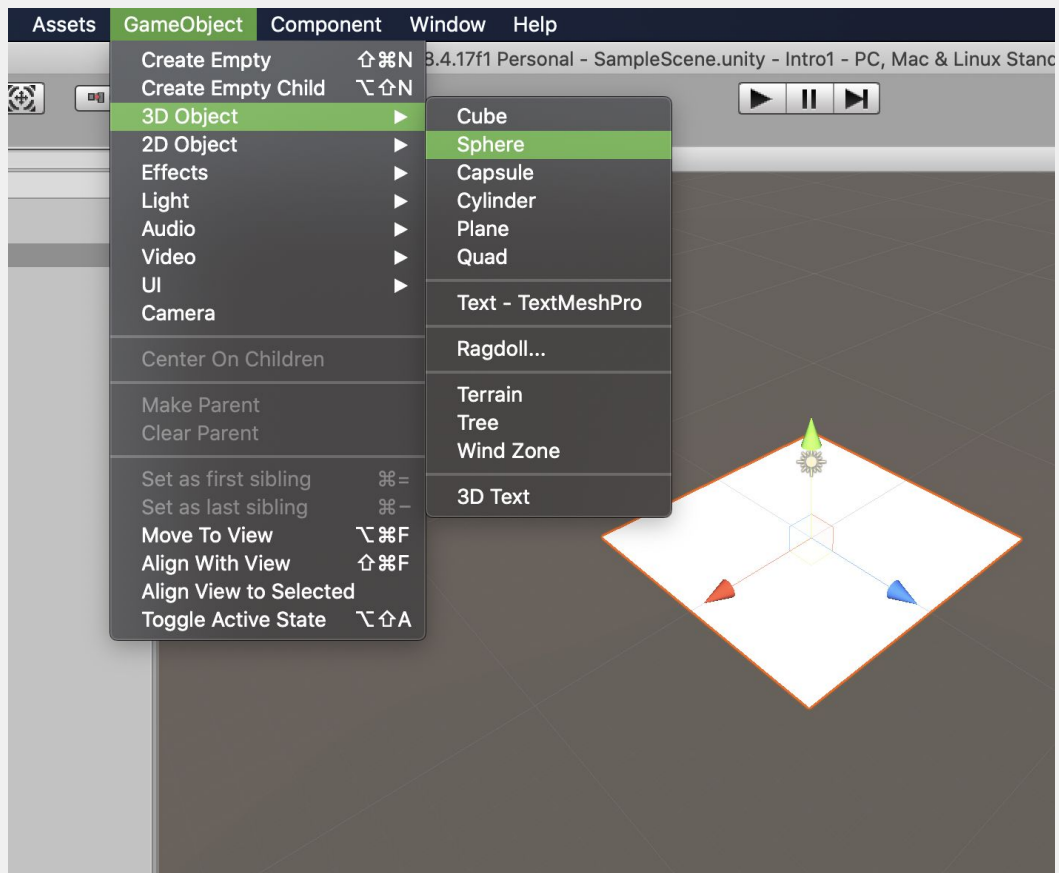 Assets GameObject Component Window Help
8.4.17f1 Personal - SampleScene.unity - Intro1 - PC, Mac & Linux Stanc
Create Empty ⇧⌘N
Create Empty Child ⌥⇧N
3D Object ▶
2D Object ▶
Effects ▶
Light ▶
Audio ▶
Video ▶
UI ▶
Camera
Center On Children
Make Parent
Clear Parent
Set as first sibling ⌘=
Set as last sibling ⌘−
Move To View ⌥⌘F
Align With View ⇧⌘F
Align View to Selected
Toggle Active State ⌥⇧A
Cube
Sphere
Capsule
Cylinder
Plane
Quad
Text - TextMeshPro
Ragdoll...
Terrain
Tree
Wind Zone
3D Text